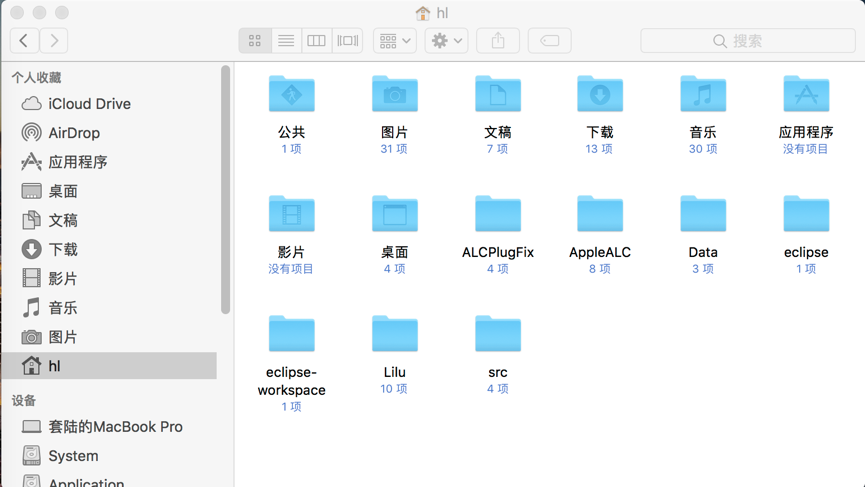 hl
搜索
个人收藏
iCloud Drive
AirDrop
应用程序
桌面
文稿
下载
影片
音乐
图片
hl
设备
套陆的MacBook Pro
System
Application
公共
1 项
图片
31 项
文稿
7 项
下载
13 项
音乐
30 项
应用程序
没有项目
影片
没有项目
桌面
4 项
ALCPlugFix
4 项
AppleALC
8 项
Data
3 项
eclipse
1 项
eclipse-
workspace
1 项
Lilu
10 项
src
4 项